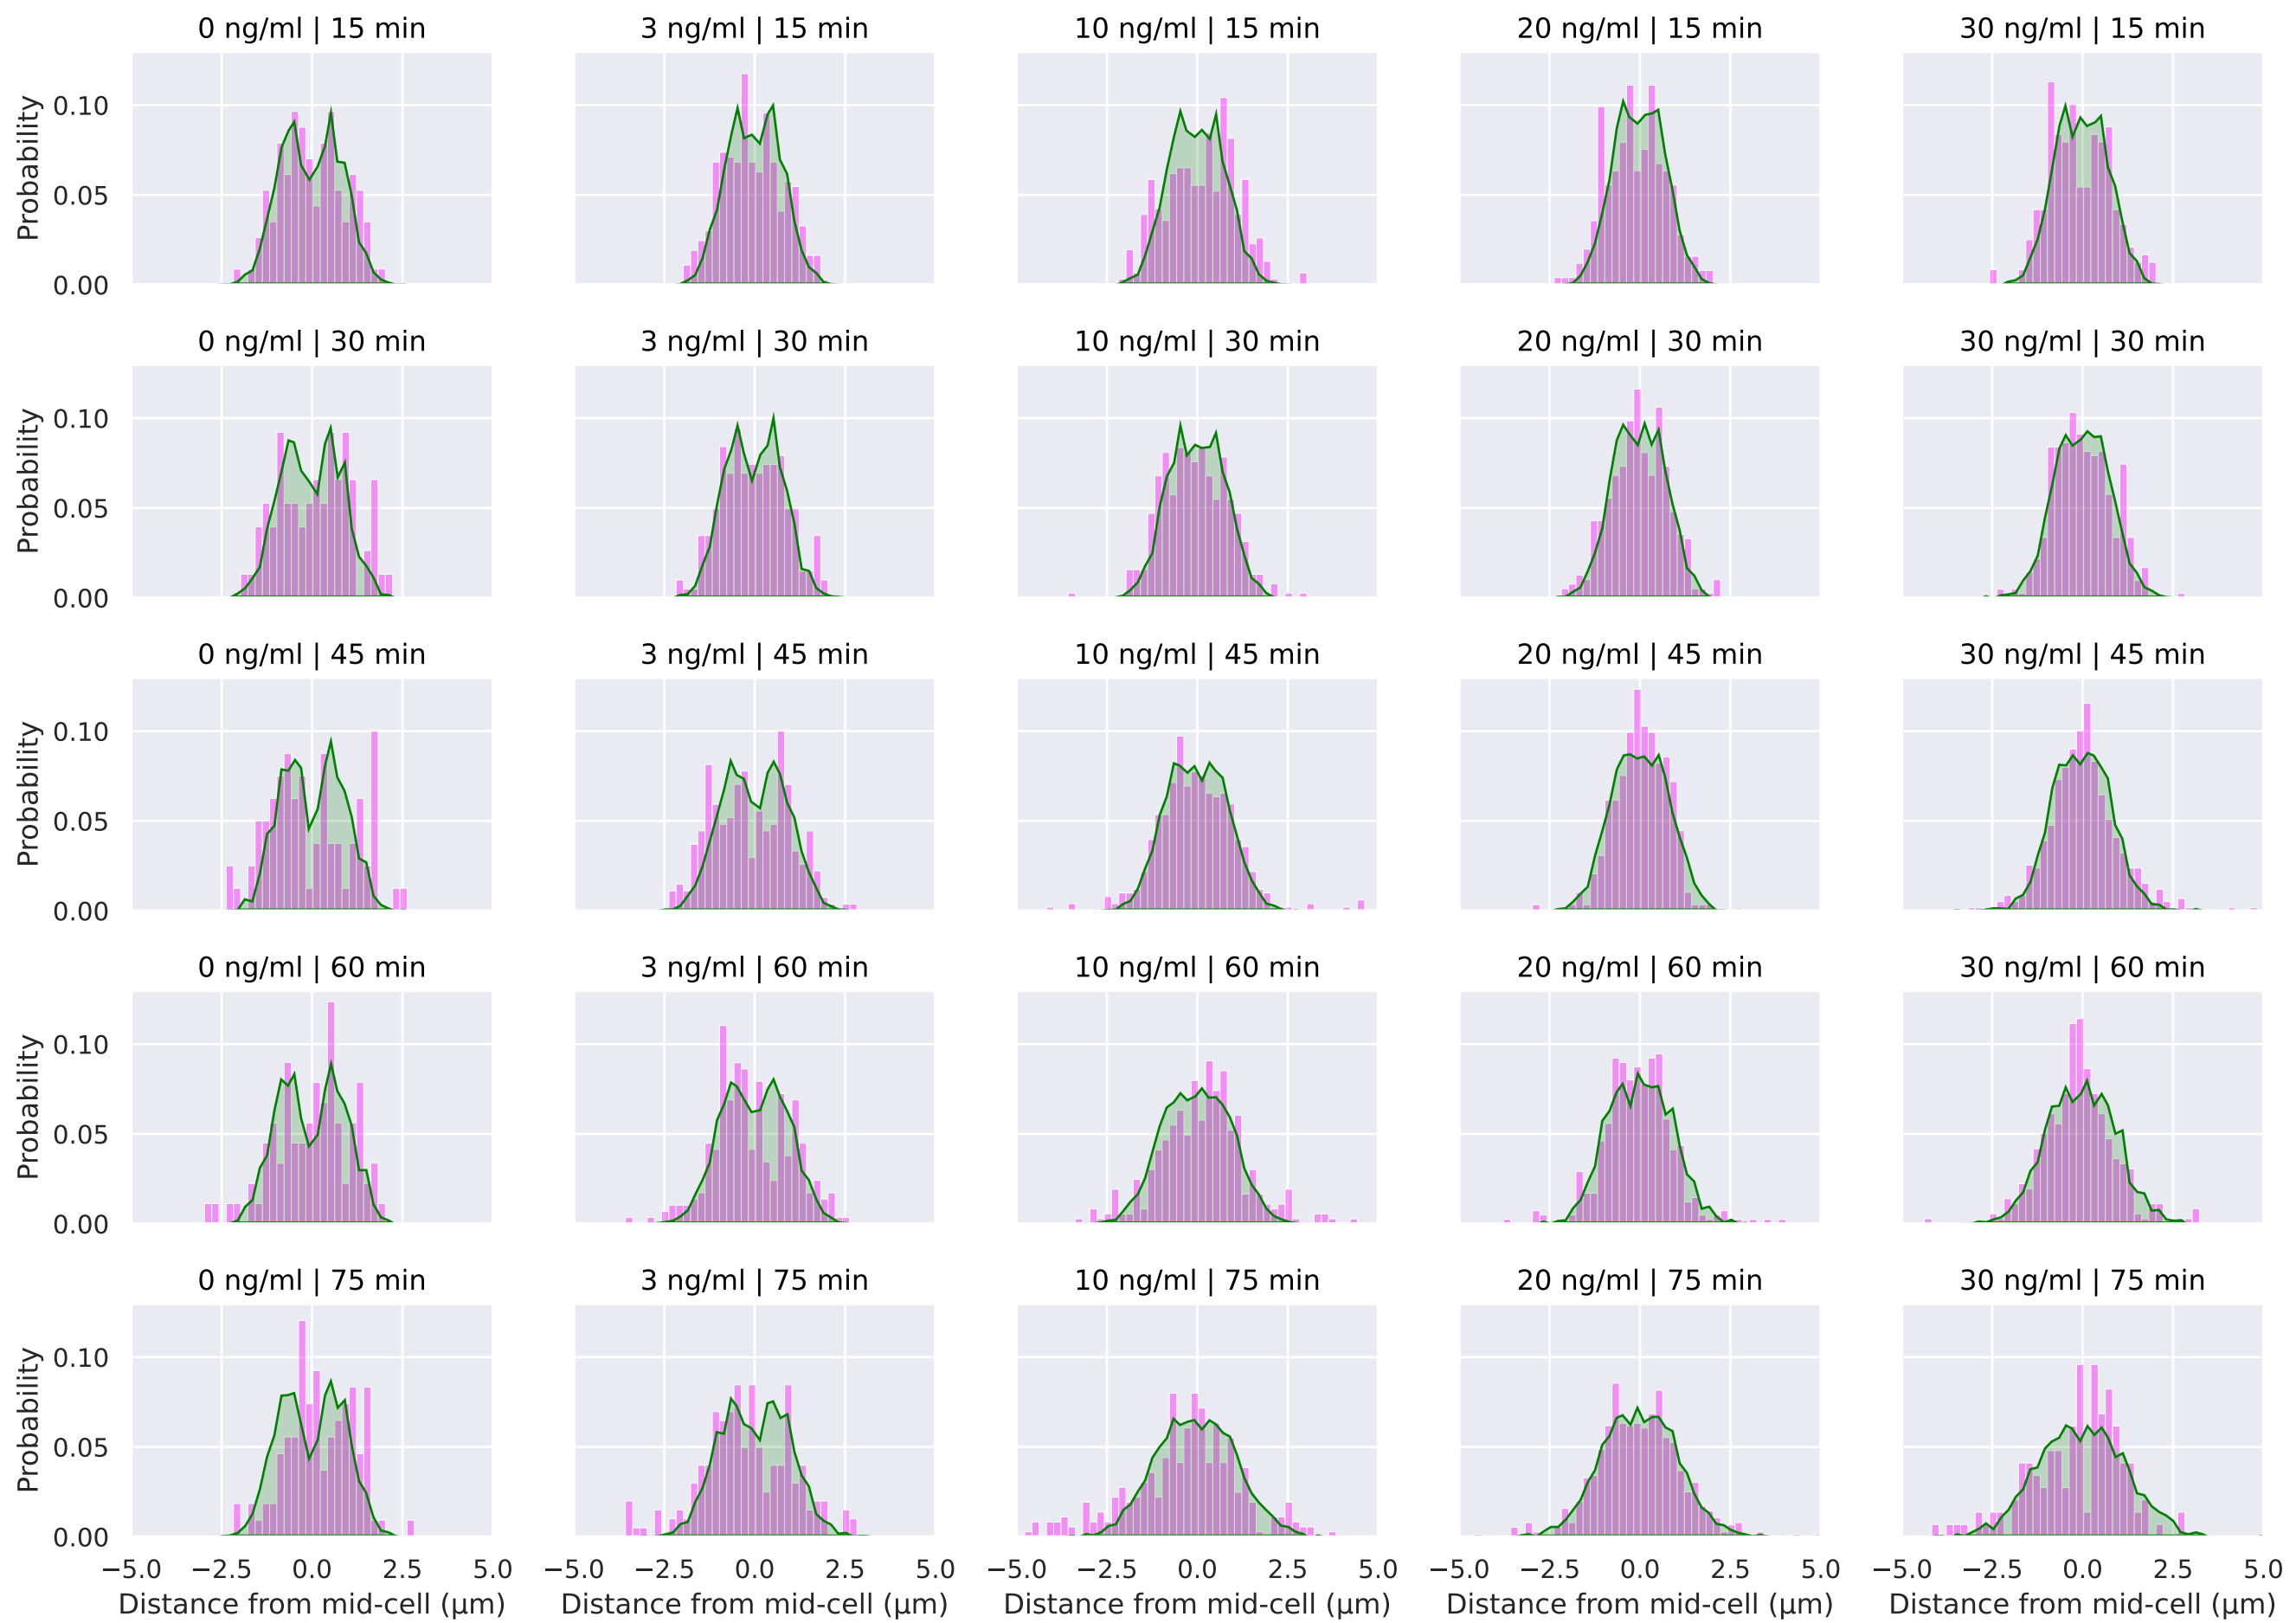 0 ng/ml | 15 min 3 ng/ml | 15 min 10 ng/ml | 15 min 20 ng/ml | 15 min 30 ng/ml | 15 min
Probability
0.10
0.05
0.00
0 ng/ml | 30 min 3 ng/ml | 30 min 10 ng/ml | 30 min 20 ng/ml | 30 min 30 ng/ml | 30 min
Probability
0.10
0.05
0.00
0 ng/ml | 45 min 3 ng/ml | 45 min 10 ng/ml | 45 min 20 ng/ml | 45 min 30 ng/ml | 45 min
Probability
0.10
0.05
0.00
0 ng/ml | 60 min 3 ng/ml | 60 min 10 ng/ml | 60 min 20 ng/ml | 60 min 30 ng/ml | 60 min
Probability
0.10
0.05
0.00
0 ng/ml | 75 min 3 ng/ml | 75 min 10 ng/ml | 75 min 20 ng/ml | 75 min 30 ng/ml | 75 min
Probability
0.10
0.05
0.00
−5.0 −2.5 0.0 2.5 5.0 −5.0 −2.5 0.0 2.5 5.0 −5.0 −2.5 0.0 2.5 5.0 −5.0 −2.5 0.0 2.5 5.0 −5.0 −2.5 0.0 2.5 5.0
Distance from mid-cell (μm) Distance from mid-cell (μm) Distance from mid-cell (μm) Distance from mid-cell (μm) Distance from mid-cell (μm)